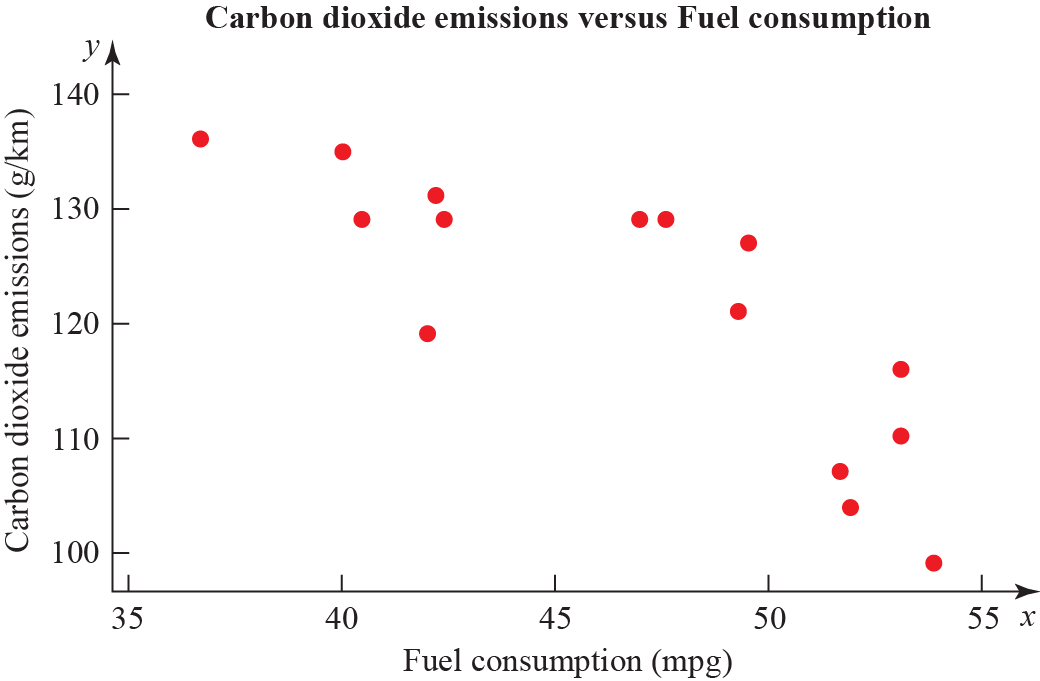 Carbon dioxide emissions versus Fuel consumption
y
140
130
120
110
100
Carbon dioxide emissions (g/km)
35 40 45 50 55 x
Fuel consumption (mpg)